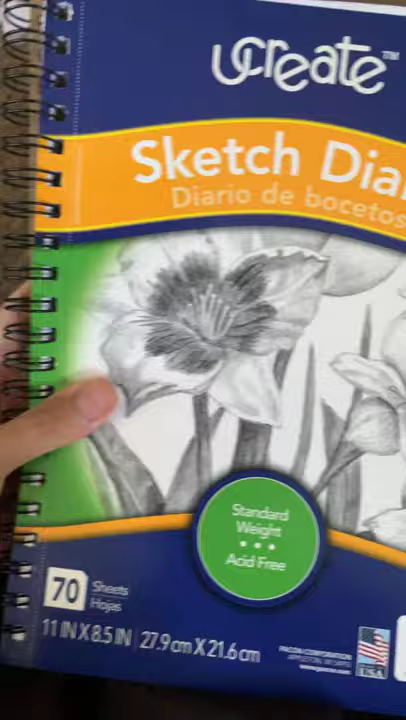 ucreate™
Sketch Dia
Diario de bocetos
Standard
Weight
Acid Free
70 Sheets
Hojas
11 IN X 8.5 IN | 27.9 cm X 21.6 cm
PACON CORPORATION
USA